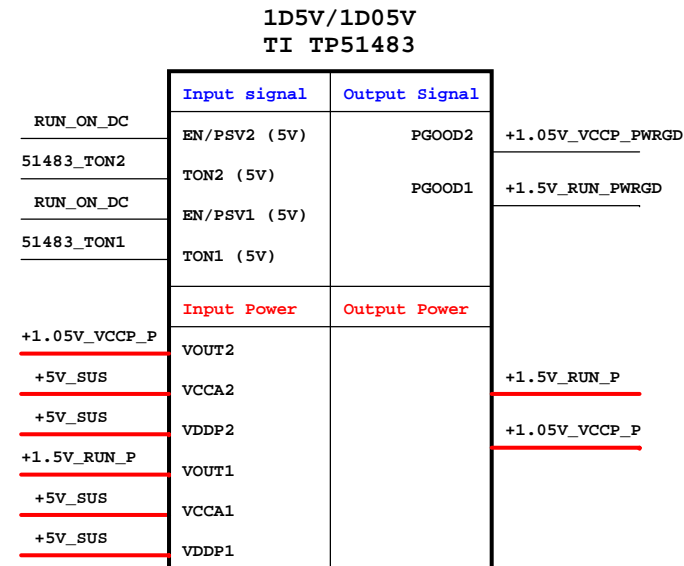 1D5V/1D05V
TI TP51483
Input signal
Output Signal
RUN_ON_DC
EN/PSV2 (5V)
PGOOD2
+1.05V_VCCP_PWRGD
51483_TON2
TON2 (5V)
PGOOD1
+1.5V_RUN_PWRGD
RUN_ON_DC
EN/PSV1 (5V)
51483_TON1
TON1 (5V)
Input Power
Output Power
+1.05V_VCCP_P
VOUT2
+5V_SUS
VCCA2
+1.5V_RUN_P
+5V_SUS
VDDP2
+1.05V_VCCP_P
+1.5V_RUN_P
VOUT1
+5V_SUS
VCCA1
+5V_SUS
VDDP1